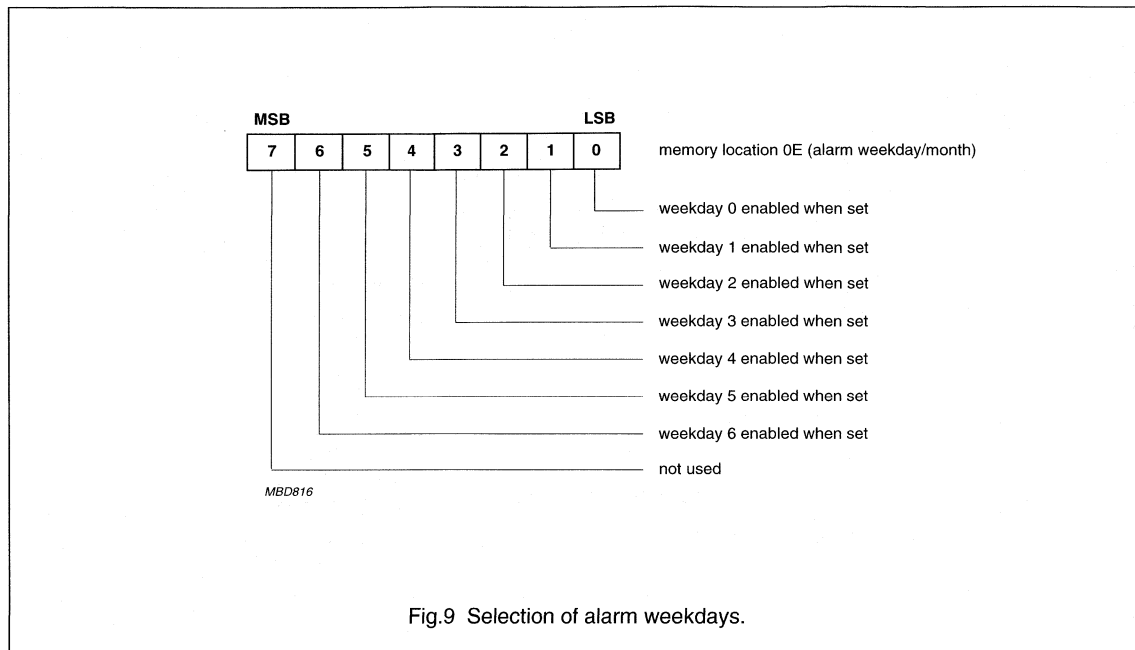 MSB LSB
7 6 5 4 3 2 1 0 memory location 0E (alarm weekday/month)
weekday 0 enabled when set
weekday 1 enabled when set
weekday 2 enabled when set
weekday 3 enabled when set
weekday 4 enabled when set
weekday 5 enabled when set
weekday 6 enabled when set
not used
MBD816
Fig.9 Selection of alarm weekdays.